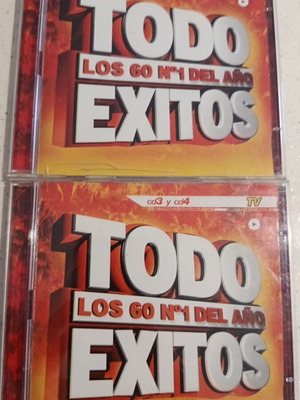 TODO
LOS 60 Nº1 DEL AÑO
EXITOS
cd3 y cd4
TV
TODO
LOS 60 Nº1 DEL AÑO
EXITOS